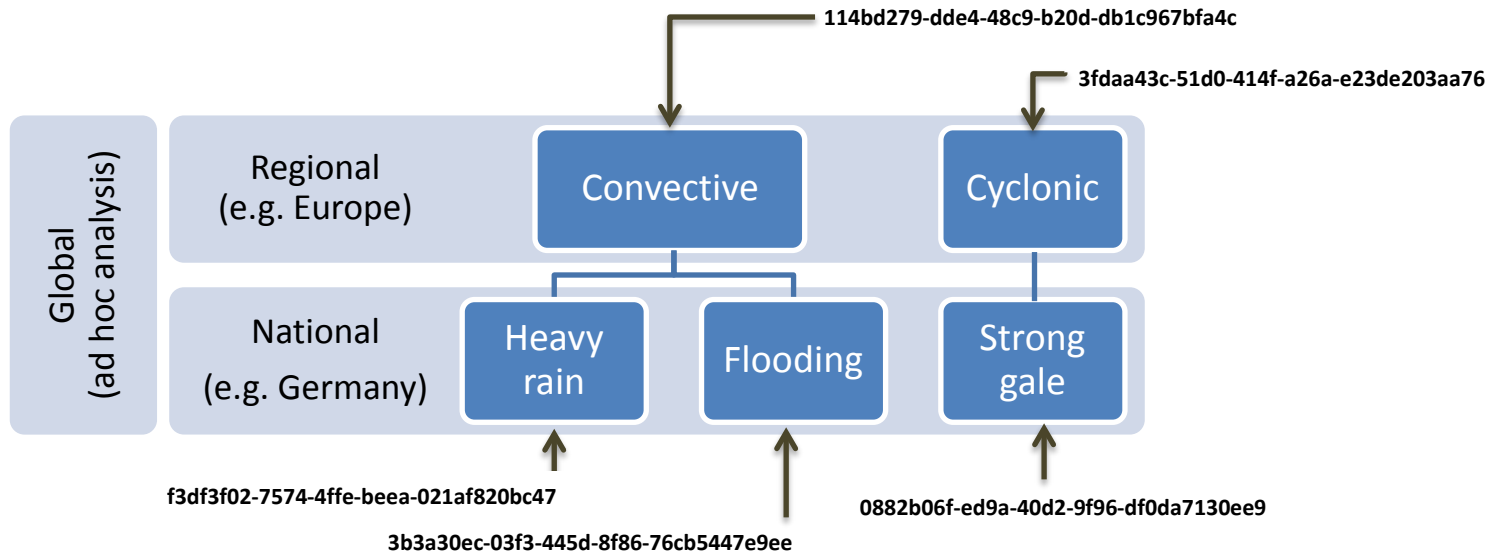 114bd279-dde4-48c9-b20d-db1c967bfa4c
3fdaa43c-51d0-414f-a26a-e23de203aa76
Global
(ad hoc analysis)
Regional
(e.g. Europe)
Convective
Cyclonic
National
(e.g. Germany)
Heavy
rain
Flooding
Strong
gale
f3df3f02-7574-4ffe-beea-021af820bc47
0882b06f-ed9a-40d2-9f96-df0da7130ee9
3b3a30ec-03f3-445d-8f86-76cb5447e9ee